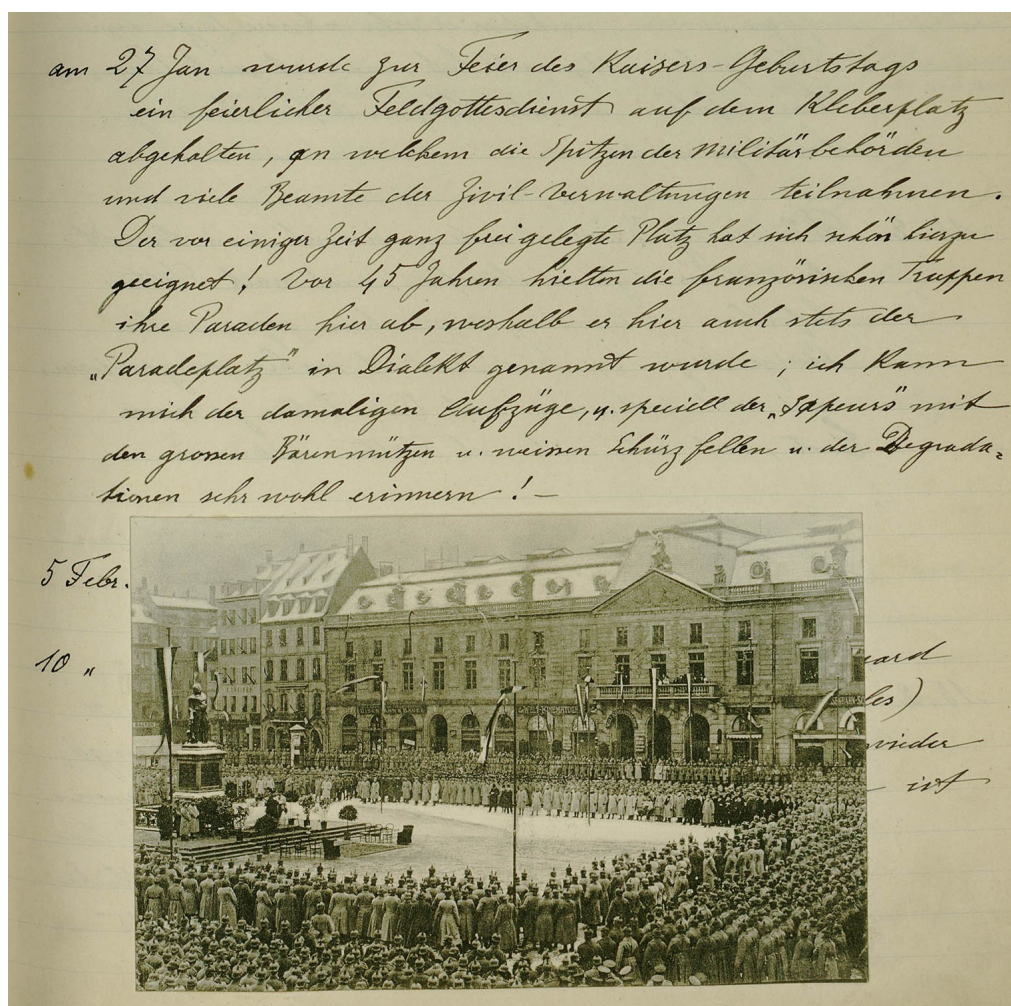 am 27 Jan wurde zur Feier des Kaisers-Geburtstags
ein feierlicher Feldgottesdienst auf dem Kleberplatz
abgehalten, an welchem die Spitzen der Militärbehörden
und viele Beamte der Zivil-Verwaltungen teilnahmen.
Der vor einiger Zeit ganz freigelegte Platz hat sich schön hierzu
geeignet! Vor 45 Jahren hielten die französischen Truppen
ihre Paraden hier ab, weshalb er hier auch stets der
„Paradeplatz" in Dialekt genannt wurde; ich kann
mich der damaligen Aufzüge, u. speciell der „Sapeurs" mit
den grossen Bärenmützen u. weissen Schürzfellen u. der Degrada=
tionen sehr wohl erinnern! –
5 Febr.
10 „
ard
les)
wieder
ist